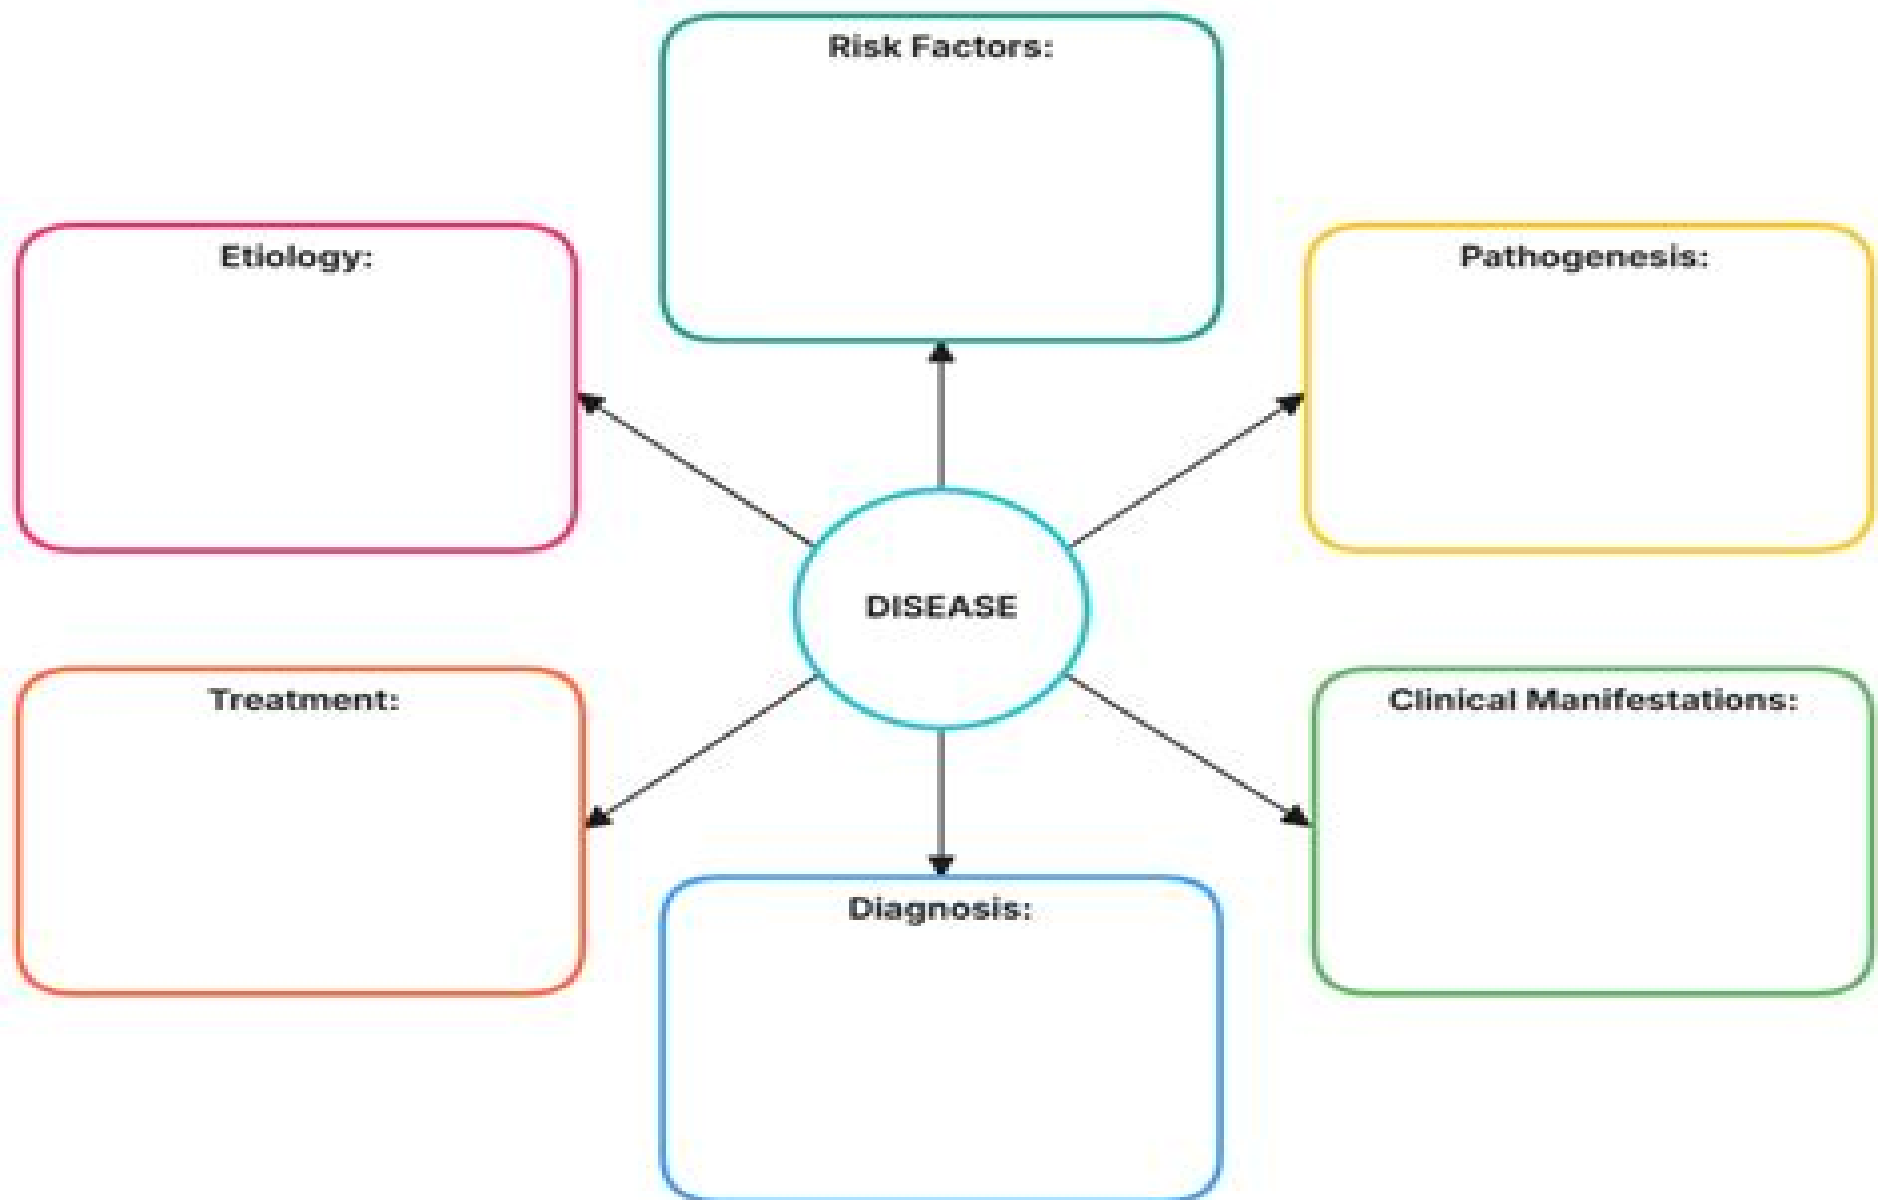 Risk Factors:
Etiology:
Pathogenesis:
DISEASE
Treatment:
Clinical Manifestations:
Diagnosis: